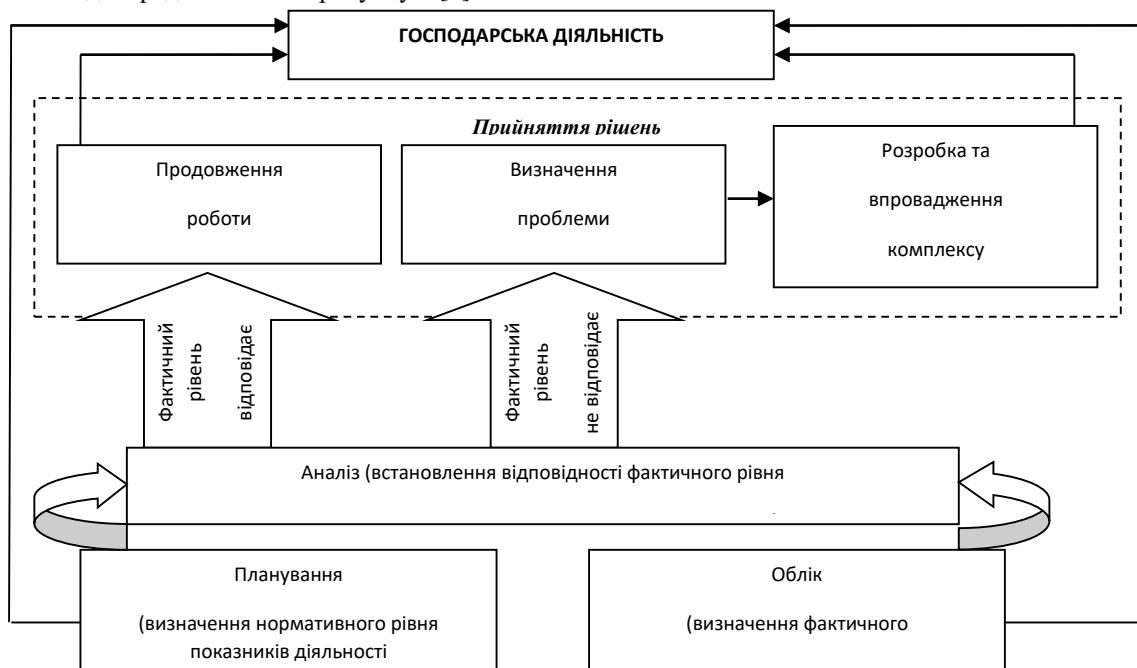 ГОСПОДАРСЬКА ДІЯЛЬНІСТЬ
Прийняття рішень
Продовження
роботи
Визначення
проблеми
Розробка та
впровадження
комплексу
Фактичний
рівень
відповідає
Фактичний
рівень
не відповідає
Аналіз (встановлення відповідності фактичного рівня
Планування
(визначення нормативного рівня
показників діяльності
Облік
(визначення фактичного